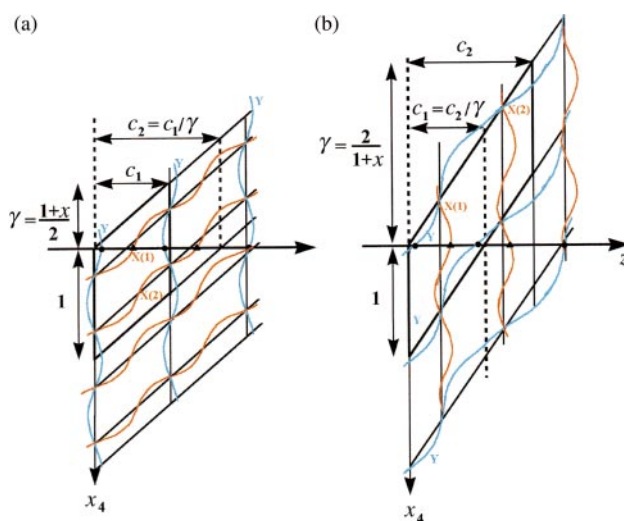 (a)
Y
c₂ = c₁/γ
Y
c₁
γ = 1+x
2
Y
X(1)
X(2)
1
x₄
(b)
c₂
c₁ = c₂/γ
X(2)
γ = 2
1+x
X(1)
Y
z
1
Y
Y
x₄